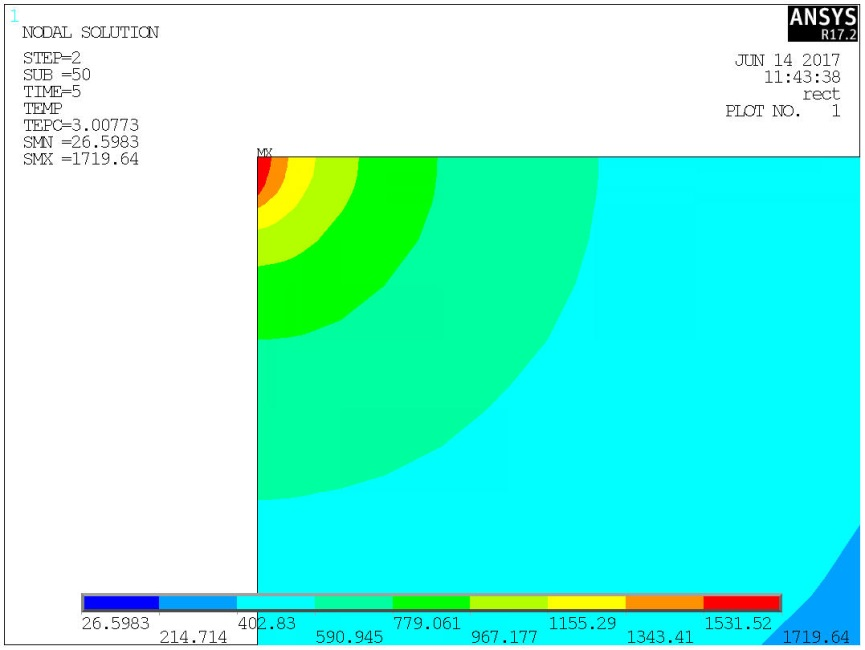 1
NODAL SOLUTION
STEP=2
SUB =50
TIME=5
TEMP
TEPC=3.00773
SMN =26.5983
SMX =1719.64
ANSYS
R17.2
JUN 14 2017
11:43:38
rect
PLOT NO. 1
MX
26.5983
214.714
402.83
590.945
779.061
967.177
1155.29
1343.41
1531.52
1719.64